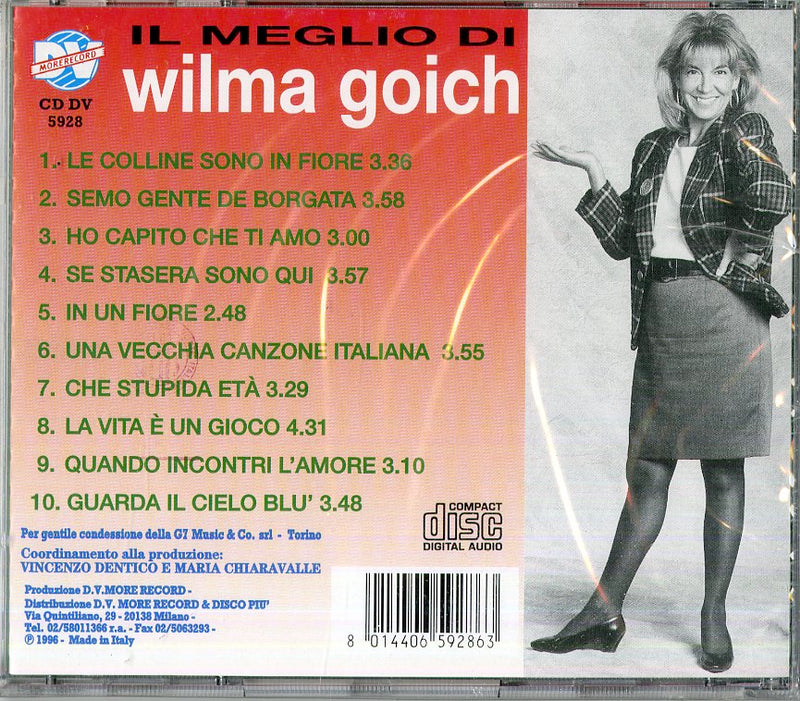 DV
MORERECORD
CD DV
5928
IL MEGLIO DI
wilma goich
1. LE COLLINE SONO IN FIORE 3.36
2. SEMO GENTE DE BORGATA 3.58
3. HO CAPITO CHE TI AMO 3.00
4. SE STASERA SONO QUI 3.57
5. IN UN FIORE 2.48
6. UNA VECCHIA CANZONE ITALIANA 3.55
7. CHE STUPIDA ETÀ 3.29
8. LA VITA È UN GIOCO 4.31
9. QUANDO INCONTRI L'AMORE 3.10
10. GUARDA IL CIELO BLU' 3.48
COMPACT
disc
DIGITAL AUDIO
Per gentile condessione della G7 Music & Co. srl - Torino
Coordinamento alla produzione:
VINCENZO DENTICO E MARIA CHIARAVALLE
Produzione D.V.MORE RECORD -
Distribuzione D.V. MORE RECORD & DISCO PIU'
Via Quintiliano, 29 - 20138 Milano -
Tel. 02/58011366 r.a. - Fax 02/5063293 -
℗ 1996 - Made in Italy
8 014406 592863